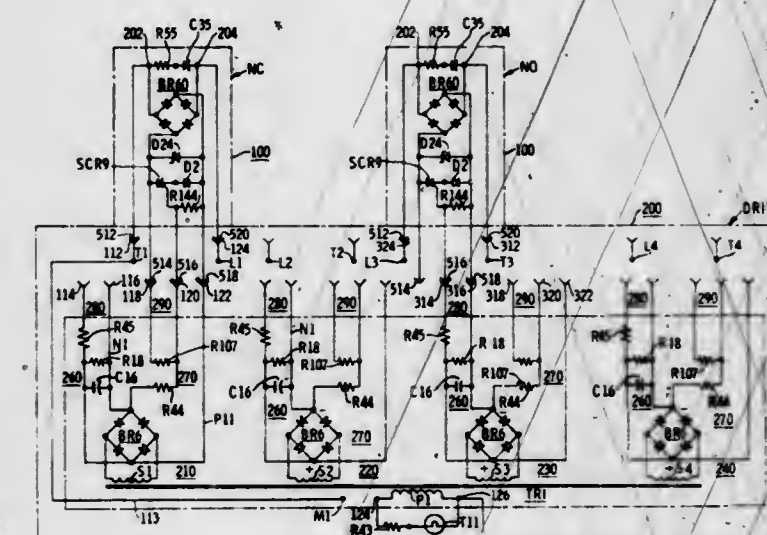 C35
202 R55 204
NC
BR60
D24
SCR9 D2
R144
100
C35
202 R55 204
NO
BR60
D24
SCR9 D2
R144
100
200 DR1
512 112 T1
520 124 L1
L2
T2
512 324 L3
520 312 T3
L4
T4
114 116 118 514 516 120 518 122
514 314 516 316 518 318 320 322
280 290 280 290 280 290 280 290
R45 R45 R45 R45
N1 N1
R18 R18 R18 R18
R107 R107 R107 R107
260 C16 270 C16 260 C16 260 270 C16 260
R44 R44 R44 R44
P11
BR6 BR6 BR6 BR
270 270
S1 210 S2 220 S3 230 S4 240
113 M1 124 P1 126 TR1
R43 T11